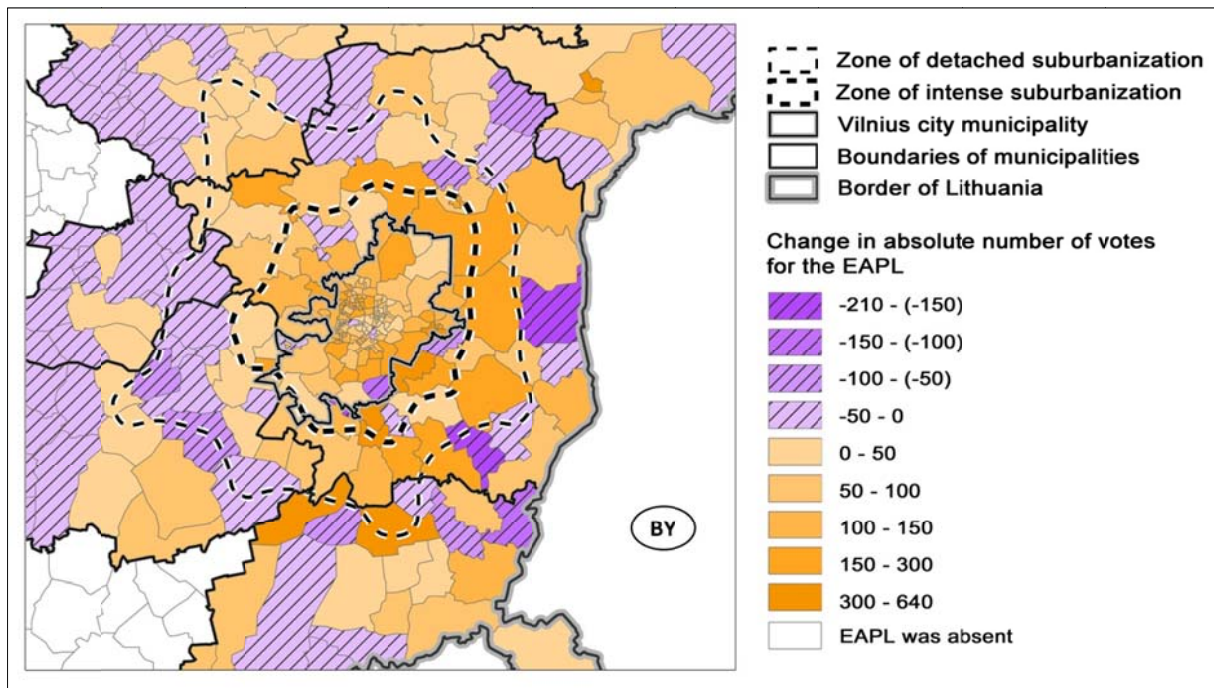 Zone of detached suburbanization
Zone of intense suburbanization
Vilnius city municipality
Boundaries of municipalities
Border of Lithuania
Change in absolute number of votes
for the EAPL
-210 - (-150)
-150 - (-100)
-100 - (-50)
-50 - 0
0 - 50
50 - 100
100 - 150
150 - 300
300 - 640
EAPL was absent
BY